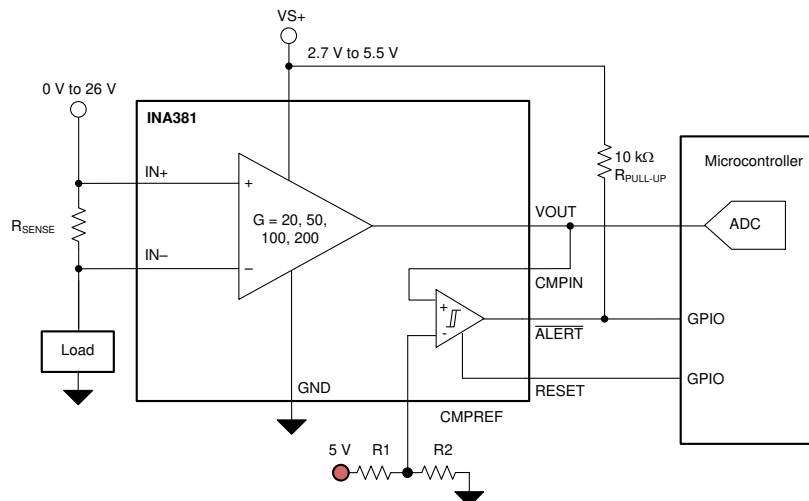 VS+
2.7 V to 5.5 V
0 V to 26 V
INA381
IN+
+
G = 20, 50,
100, 200
RSENSE
IN–
–
Load
GND
VOUT
CMPIN
+
-
ALERT
RESET
CMPREF
10 kΩ
RPULL-UP
Microcontroller
ADC
GPIO
GPIO
5 V
R1
R2